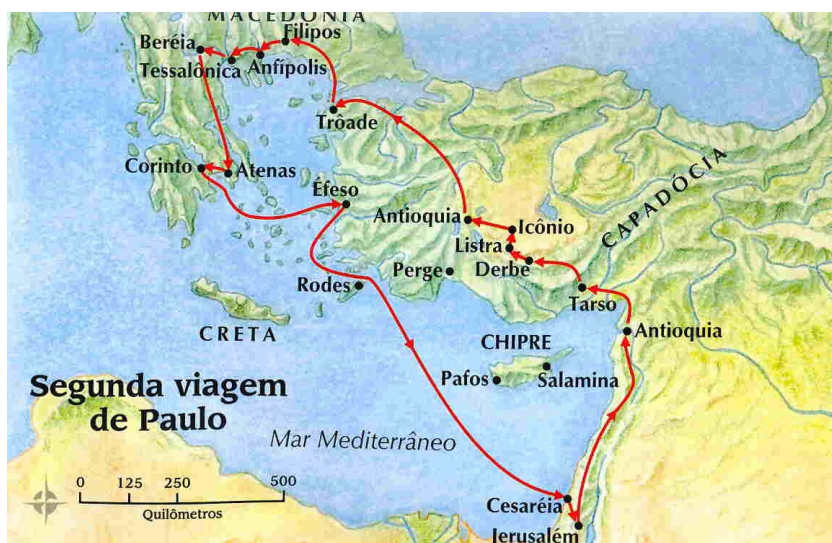 MACEDÔNIA
Filipos
Beréia
Tessalônica
Anfípolis
Trôade
Corinto
Atenas
Éfeso
Antioquia
Icônio
Listra
Derbe
CAPADÓCIA
Perge
Tarso
Rodes
Antioquia
CRETA
CHIPRE
Pafos
Salamina
Segunda viagem
de Paulo
Mar Mediterrâneo
0 125 250 500
Quilômetros
Cesaréia
Jerusalém